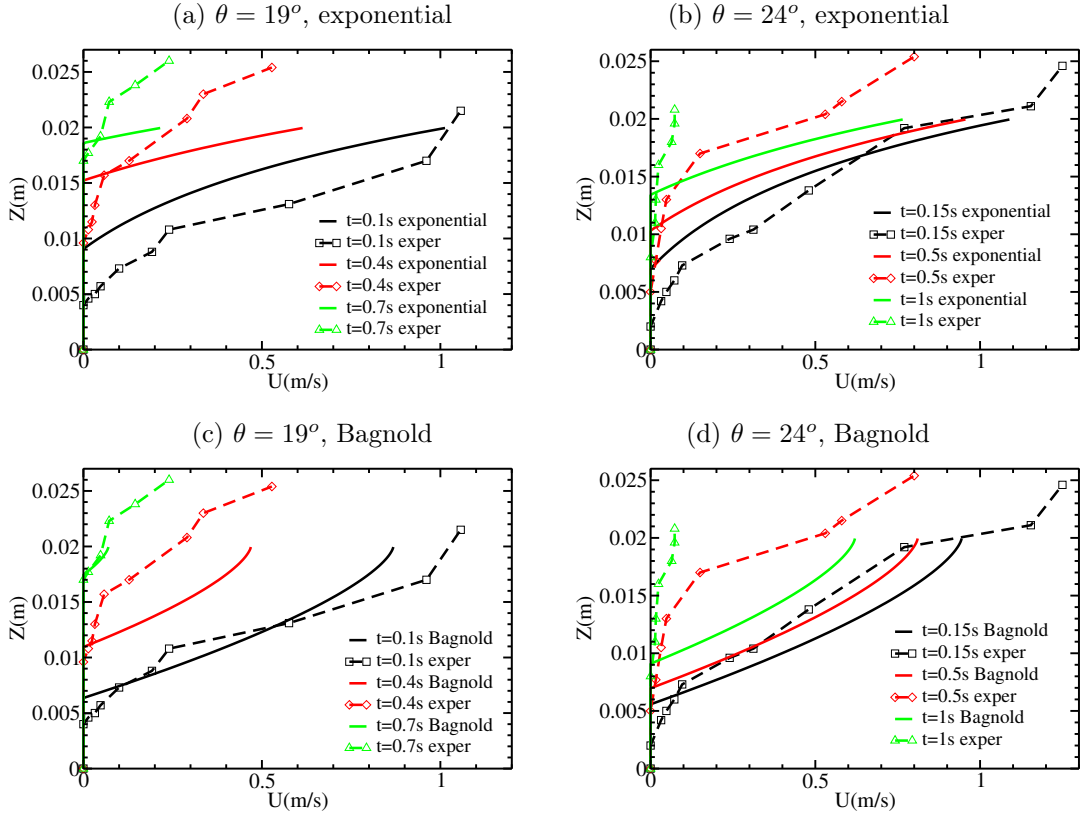 (a) θ = 19ᵒ, exponential
0.025
0.02
0.015
0.01
0.005
0
Z(m)
t=0.1s exponential
t=0.1s exper
t=0.4s exponential
t=0.4s exper
t=0.7s exponential
t=0.7s exper
0 0.5 1
U(m/s)
(b) θ = 24ᵒ, exponential
0.025
0.02
0.015
0.01
0.005
0
Z(m)
t=0.15s exponential
t=0.15s exper
t=0.5s exponential
t=0.5s exper
t=1s exponential
t=1s exper
0 0.5 1
U(m/s)
(c) θ = 19ᵒ, Bagnold
0.025
0.02
0.015
0.01
0.005
0
Z(m)
t=0.1s Bagnold
t=0.1s exper
t=0.4s Bagnold
t=0.4s exper
t=0.7s Bagnold
t=0.7s exper
0 0.5 1
U(m/s)
(d) θ = 24ᵒ, Bagnold
0.025
0.02
0.015
0.01
0.005
0
Z(m)
t=0.15s Bagnold
t=0.15s exper
t=0.5s Bagnold
t=0.5s exper
t=1s Bagnold
t=1s exper
0 0.5 1
U(m/s)